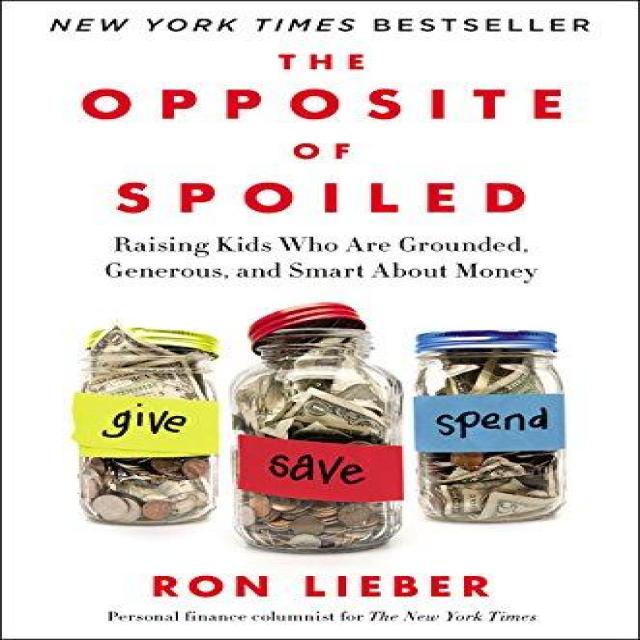 NEW YORK TIMES BESTSELLER
THE
OPPOSITE
OF
SPOILED
Raising Kids Who Are Grounded,
Generous, and Smart About Money
give
save
spend
RON LIEBER
Personal finance columnist for The New York Times